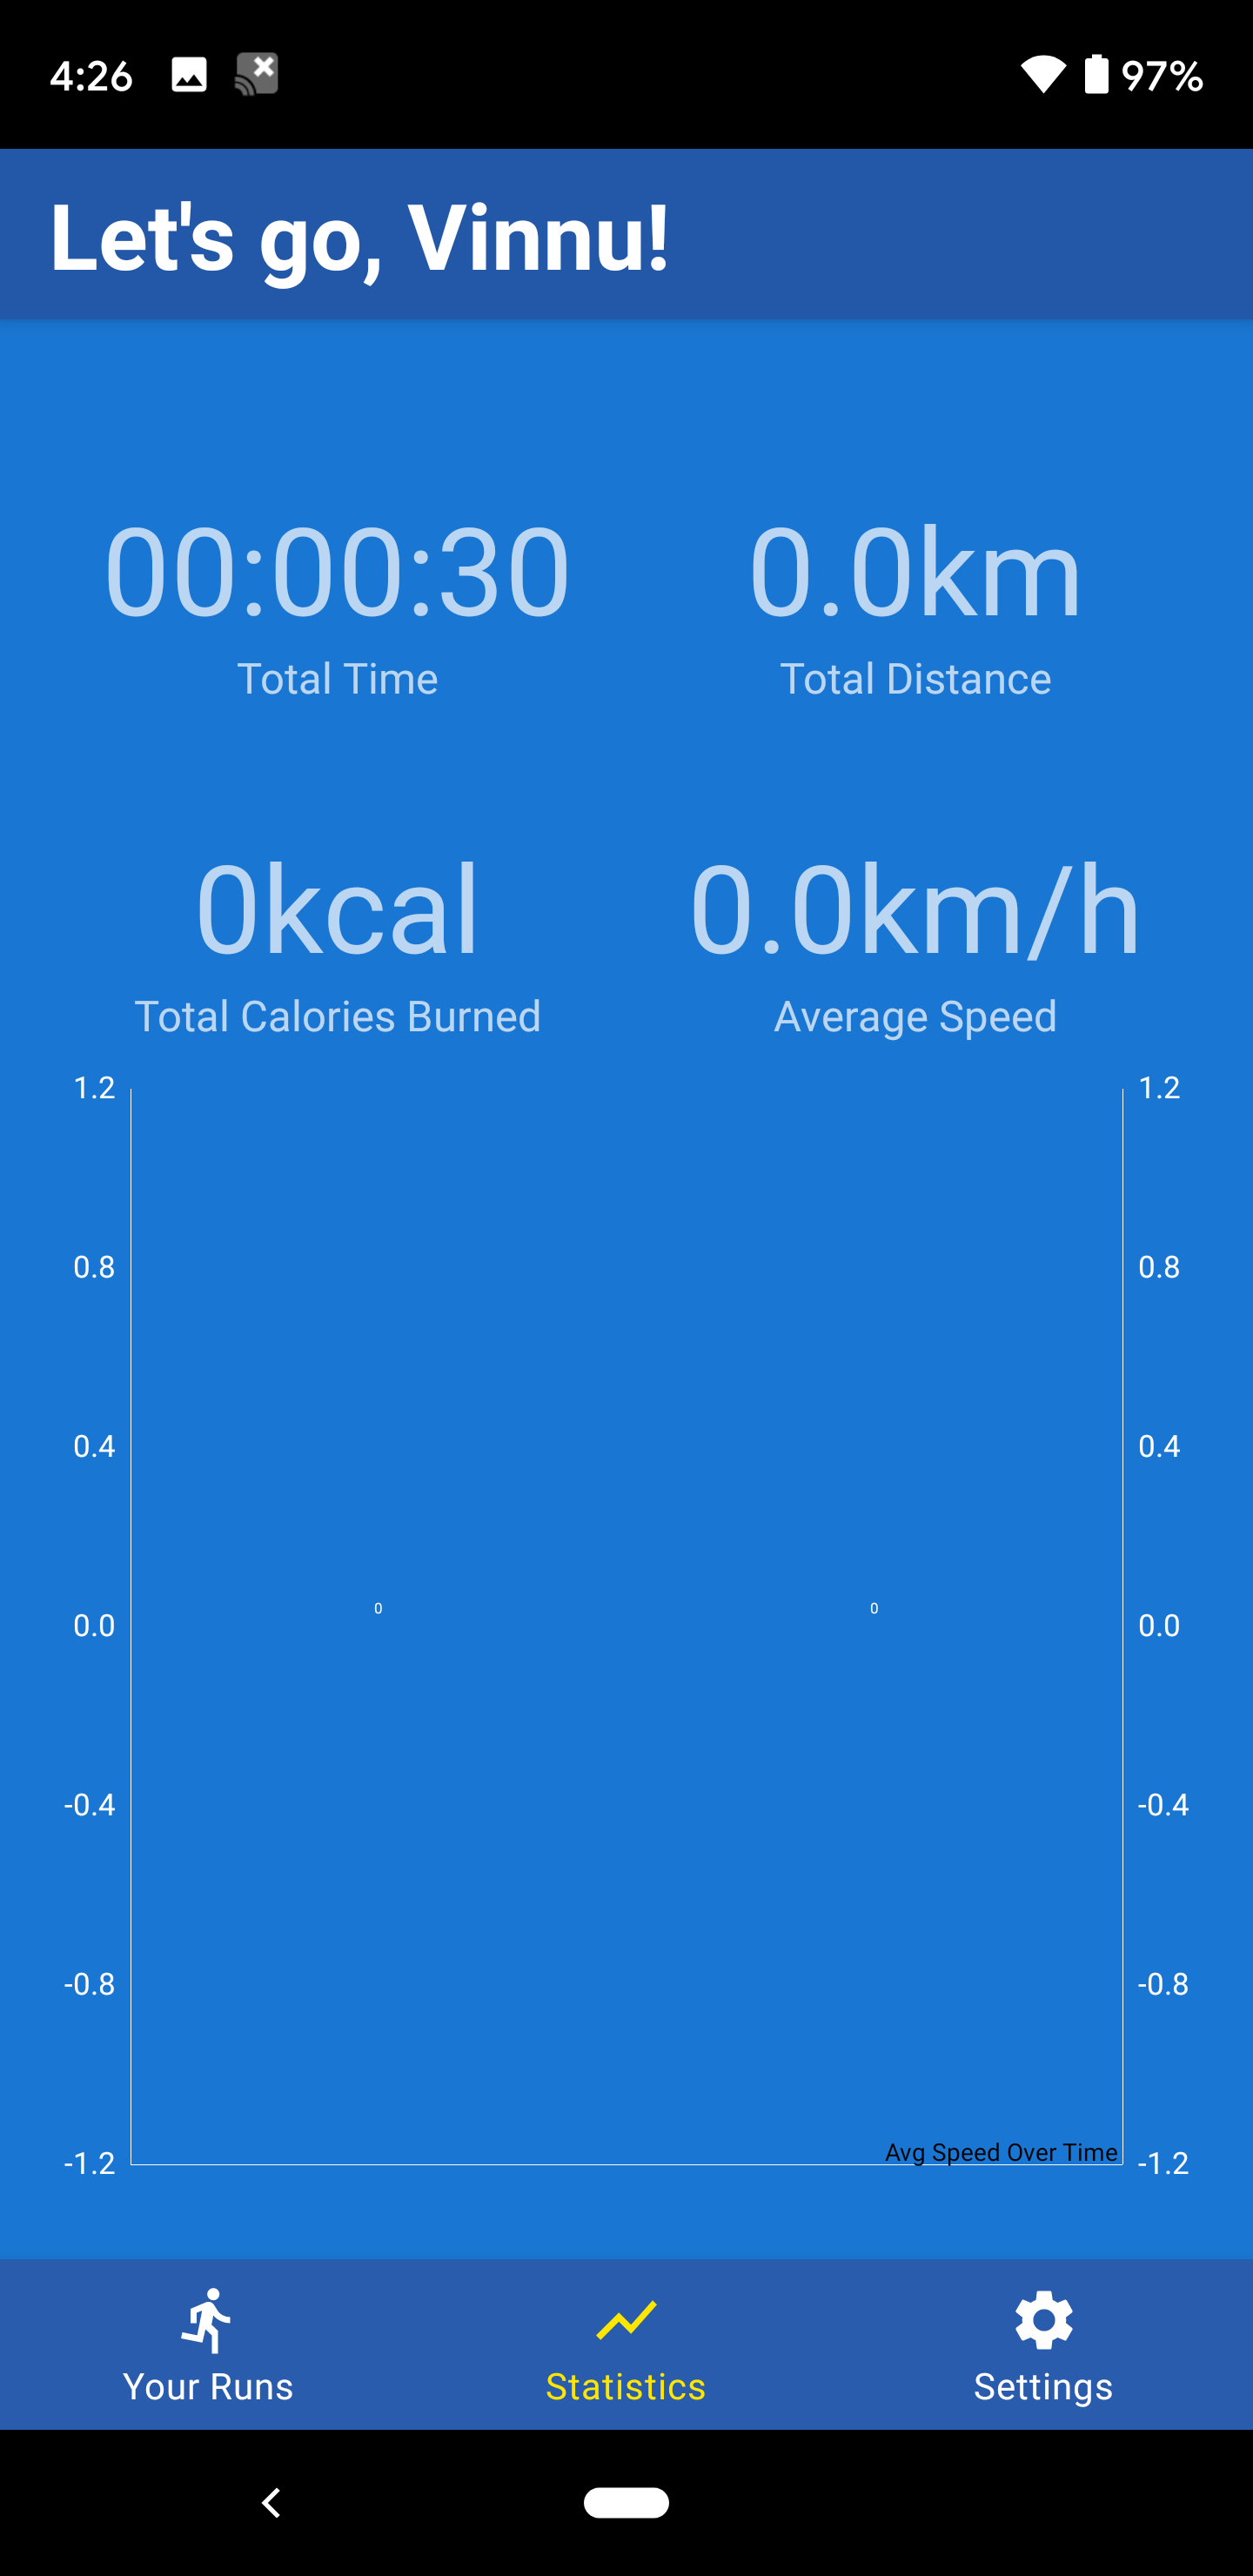 4:26 97%
Let's go, Vinnu!
00:00:30 0.0km
Total Time Total Distance
0kcal 0.0km/h
Total Calories Burned Average Speed
1.2 1.2
0.8 0.8
0.4 0.4
0 0
0.0 0.0
-0.4 -0.4
-0.8 -0.8
Avg Speed Over Time
-1.2 -1.2
Your Runs Statistics Settings